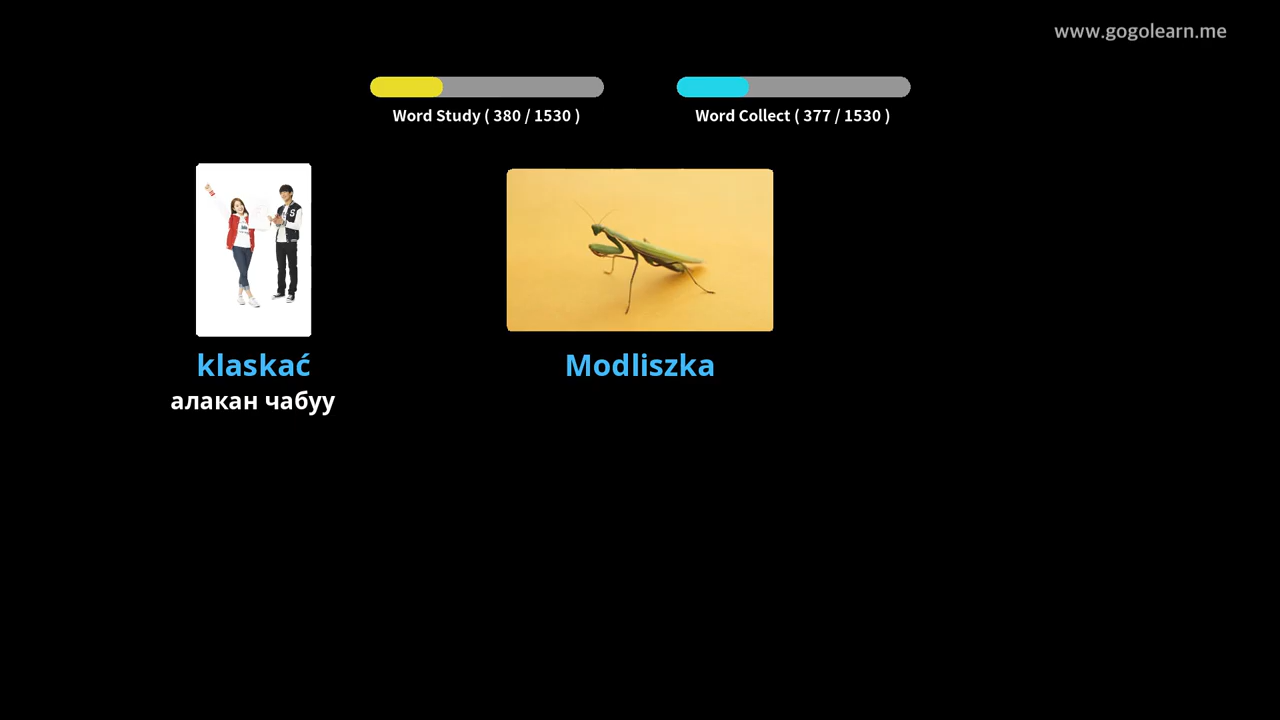 www.gogolearn.me
Word Study ( 380 / 1530 )
Word Collect ( 377 / 1530 )
klaskać
алакан чабуу
Modliszka